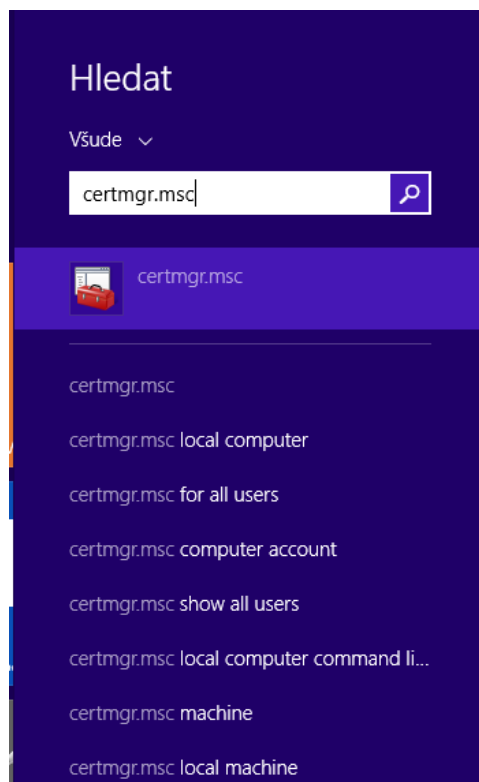 Hledat
Všude
certmgr.msc
certmgr.msc
certmgr.msc
certmgr.msc local computer
certmgr.msc for all users
certmgr.msc computer account
certmgr.msc show all users
certmgr.msc local computer command li...
certmgr.msc machine
certmgr.msc local machine